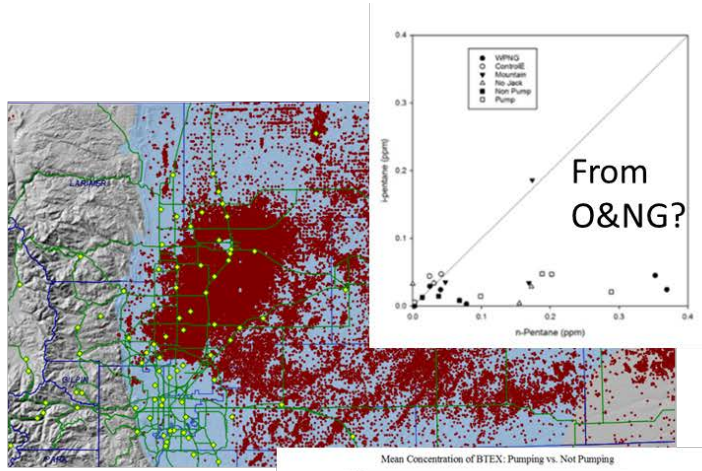 0.4
0.3
0.2
0.1
0.0
i-pentane (ppm)
WPNG
ControlE
Mountain
No Jack
Non Pump
Pump
From
O&NG?
0.0
0.1
0.2
0.3
0.4
n-Pentane (ppm)
LARIMER
Mean Concentration of BTEX: Pumping vs. Not Pumping